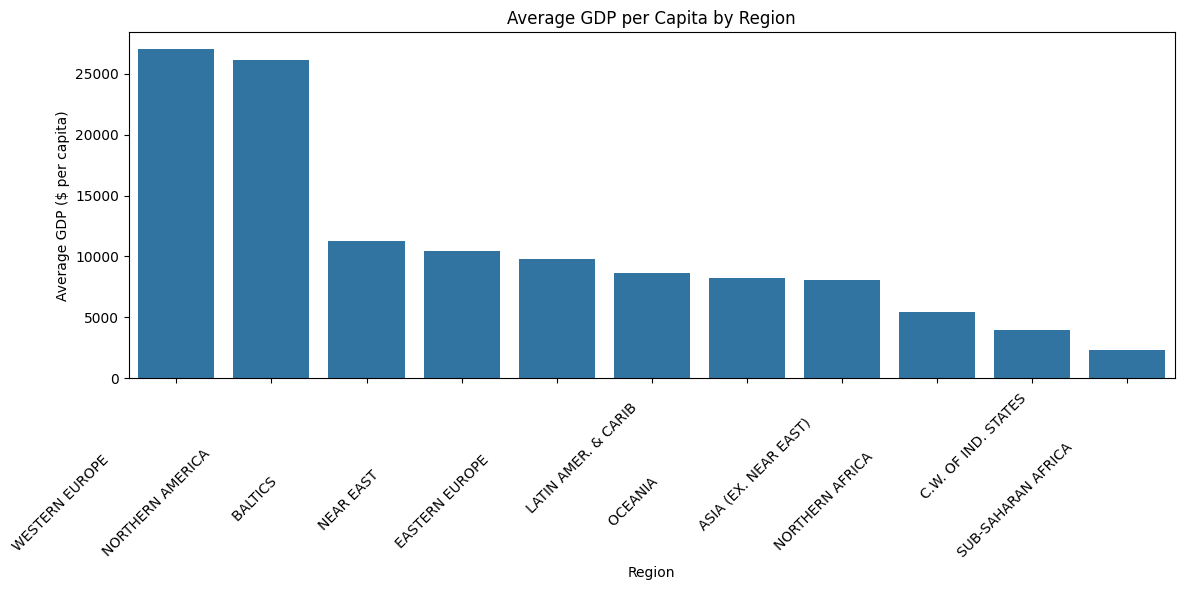 Average GDP per Capita by Region
Average GDP ($ per capita)
25000
20000
15000
10000
5000
0
WESTERN EUROPE
NORTHERN AMERICA
BALTICS
NEAR EAST
EASTERN EUROPE
LATIN AMER. & CARIB
OCEANIA
ASIA (EX. NEAR EAST)
NORTHERN AFRICA
C.W. OF IND. STATES
SUB-SAHARAN AFRICA
Region